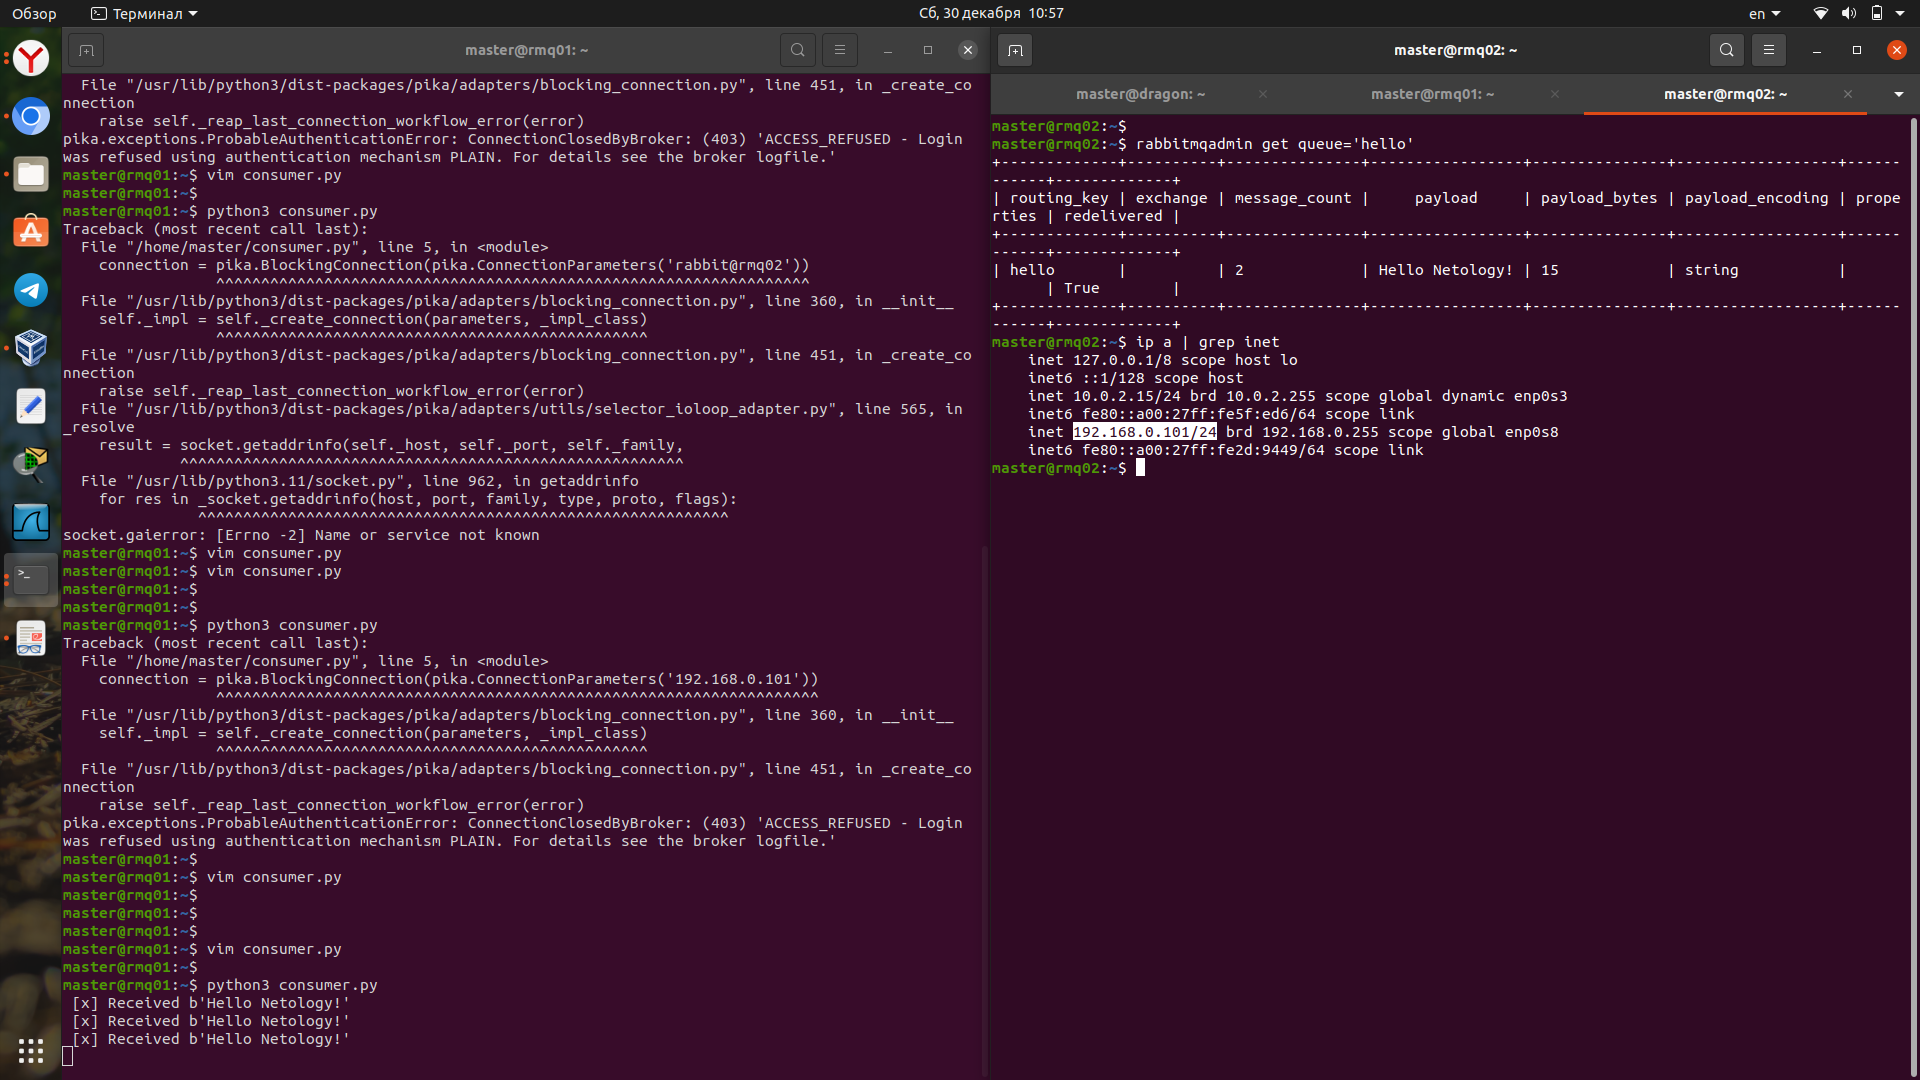 Обзор
Терминал
Сб, 30 декабря 10:57
en
master@rmq01: ~
File "/usr/lib/python3/dist-packages/pika/adapters/blocking_connection.py", line 451, in _create_co
nnection
raise self._reap_last_connection_workflow_error(error)
pika.exceptions.ProbableAuthenticationError: ConnectionClosedByBroker: (403) 'ACCESS_REFUSED - Login
was refused using authentication mechanism PLAIN. For details see the broker logfile.'
master@rmq01:~$ vim consumer.py
master@rmq01:~$
master@rmq01:~$ python3 consumer.py
Traceback (most recent call last):
File "/home/master/consumer.py", line 5, in <module>
connection = pika.BlockingConnection(pika.ConnectionParameters('rabbit@rmq02'))
^^^^^^^^^^^^^^^^^^^^^^^^^^^^^^^^^^^^^^^^^^^^^^^^^^^^^^^^^^^^^^^^^^
File "/usr/lib/python3/dist-packages/pika/adapters/blocking_connection.py", line 360, in __init__
self._impl = self._create_connection(parameters, _impl_class)
^^^^^^^^^^^^^^^^^^^^^^^^^^^^^^^^^^^^^^^^^^^^^^^^
File "/usr/lib/python3/dist-packages/pika/adapters/blocking_connection.py", line 451, in _create_co
nnection
raise self._reap_last_connection_workflow_error(error)
File "/usr/lib/python3/dist-packages/pika/adapters/utils/selector_ioloop_adapter.py", line 565, in
_resolve
result = socket.getaddrinfo(self._host, self._port, self._family,
^^^^^^^^^^^^^^^^^^^^^^^^^^^^^^^^^^^^^^^^^^^^^^^^^^^^^^^^
File "/usr/lib/python3.11/socket.py", line 962, in getaddrinfo
for res in _socket.getaddrinfo(host, port, family, type, proto, flags):
^^^^^^^^^^^^^^^^^^^^^^^^^^^^^^^^^^^^^^^^^^^^^^^^^^^^^^^^^^^
socket.gaierror: [Errno -2] Name or service not known
master@rmq01:~$ vim consumer.py
master@rmq01:~$ vim consumer.py
master@rmq01:~$
master@rmq01:~$
master@rmq01:~$ python3 consumer.py
Traceback (most recent call last):
File "/home/master/consumer.py", line 5, in <module>
connection = pika.BlockingConnection(pika.ConnectionParameters('192.168.0.101'))
^^^^^^^^^^^^^^^^^^^^^^^^^^^^^^^^^^^^^^^^^^^^^^^^^^^^^^^^^^^^^^^^^^^
File "/usr/lib/python3/dist-packages/pika/adapters/blocking_connection.py", line 360, in __init__
self._impl = self._create_connection(parameters, _impl_class)
^^^^^^^^^^^^^^^^^^^^^^^^^^^^^^^^^^^^^^^^^^^^^^^^
File "/usr/lib/python3/dist-packages/pika/adapters/blocking_connection.py", line 451, in _create_co
nnection
raise self._reap_last_connection_workflow_error(error)
pika.exceptions.ProbableAuthenticationError: ConnectionClosedByBroker: (403) 'ACCESS_REFUSED - Login
was refused using authentication mechanism PLAIN. For details see the broker logfile.'
master@rmq01:~$
master@rmq01:~$ vim consumer.py
master@rmq01:~$
master@rmq01:~$
master@rmq01:~$
master@rmq01:~$ vim consumer.py
master@rmq01:~$
master@rmq01:~$ python3 consumer.py
[x] Received b'Hello Netology!'
[x] Received b'Hello Netology!'
[x] Received b'Hello Netology!'
master@rmq02: ~
master@dragon: ~
master@rmq01: ~
master@rmq02: ~
master@rmq02:~$
master@rmq02:~$ rabbitmqadmin get queue='hello'
+-------------+----------+---------------+-----------------+---------------+------------------+------
------+-------------+
| routing_key | exchange | message_count |     payload     | payload_bytes | payload_encoding | prope
rties | redelivered |
+-------------+----------+---------------+-----------------+---------------+------------------+------
------+-------------+
| hello       |          | 2             | Hello Netology! | 15            | string           |
| True        |
+-------------+----------+---------------+-----------------+---------------+------------------+------
------+-------------+
master@rmq02:~$ ip a | grep inet
inet 127.0.0.1/8 scope host lo
inet6 ::1/128 scope host
inet 10.0.2.15/24 brd 10.0.2.255 scope global dynamic enp0s3
inet6 fe80::a00:27ff:fe5f:ed6/64 scope link
inet 192.168.0.101/24 brd 192.168.0.255 scope global enp0s8
inet6 fe80::a00:27ff:fe2d:9449/64 scope link
master@rmq02:~$